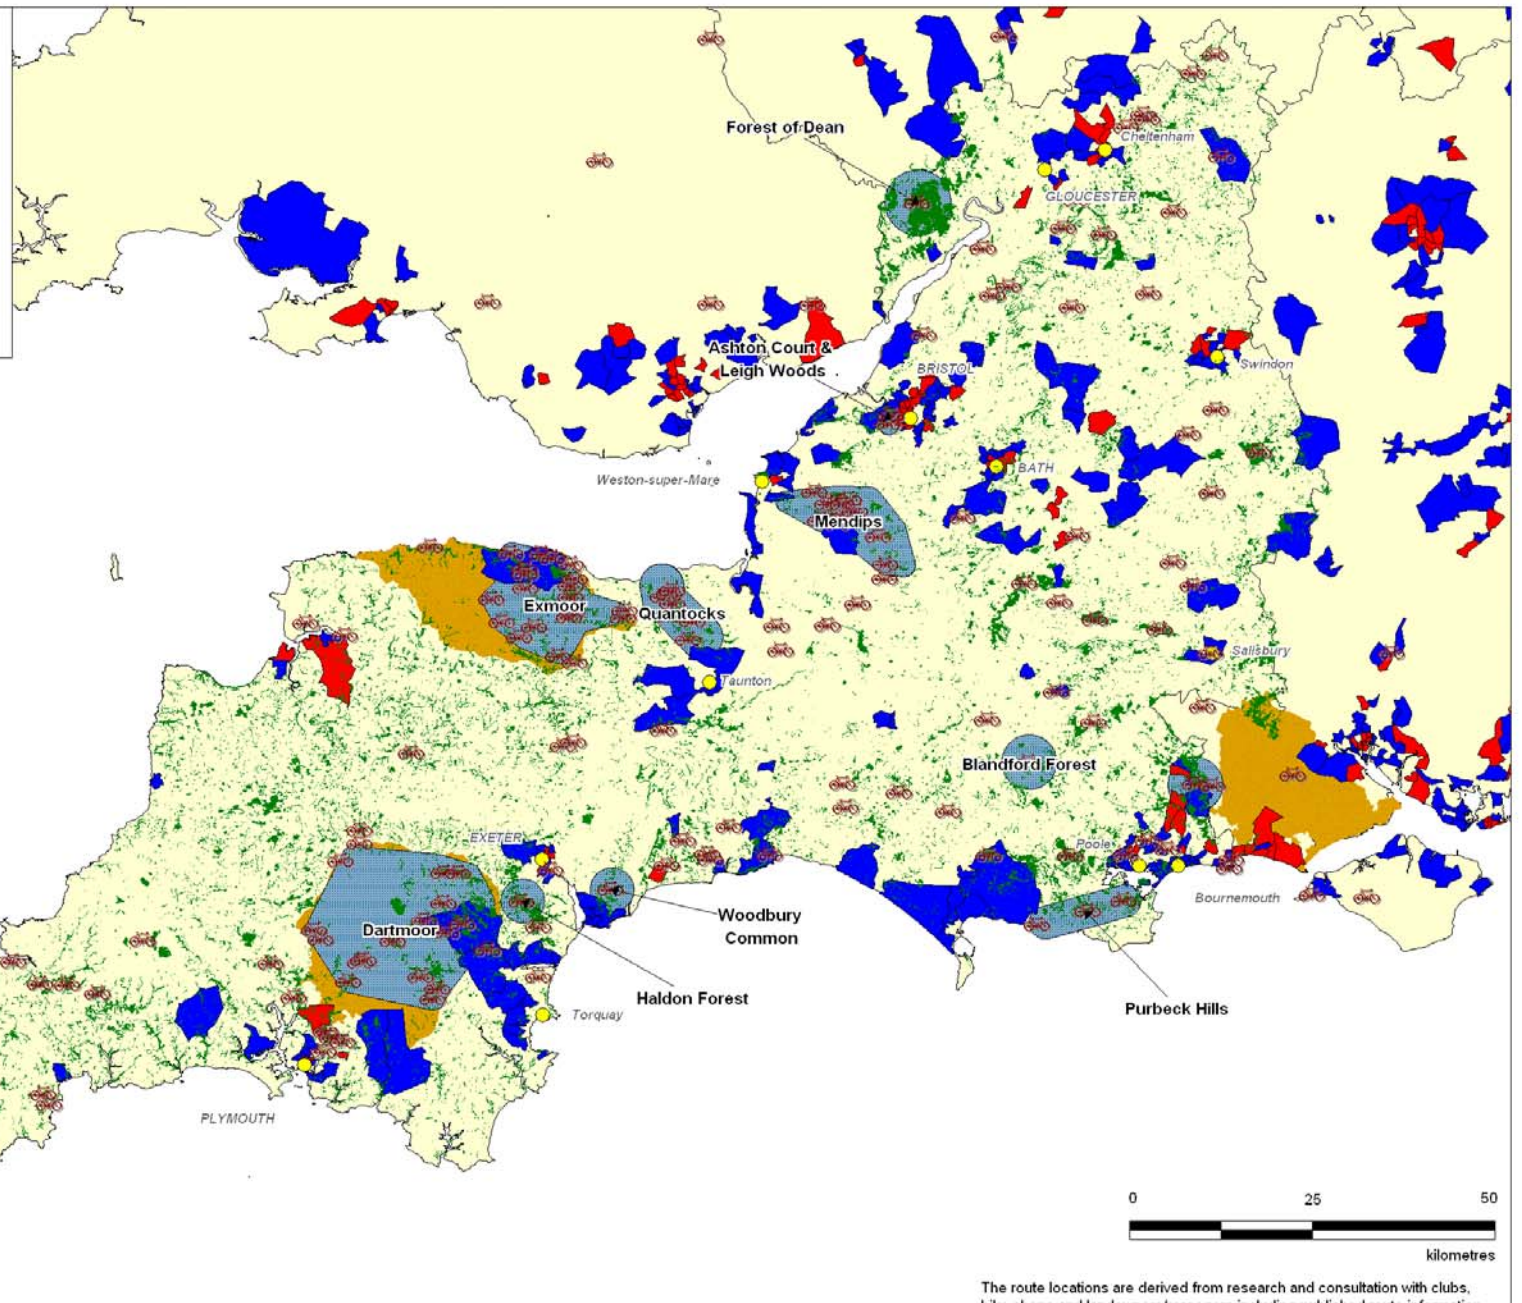 Forest of Dean
Cheltenham
GLOUCESTER
Ashton Court &
Leigh Woods
BRISTOL
Swindon
Weston-super-Mare
BATH
Mendips
Exmoor
Quantocks
Salisbury
Taunton
Blandford Forest
EXETER
Poole
Bournemouth
Woodbury
Common
Dartmoor
Haldon Forest
Purbeck Hills
Torquay
PLYMOUTH
0 25 50
kilometres
The route locations are derived from research and consultation with clubs,